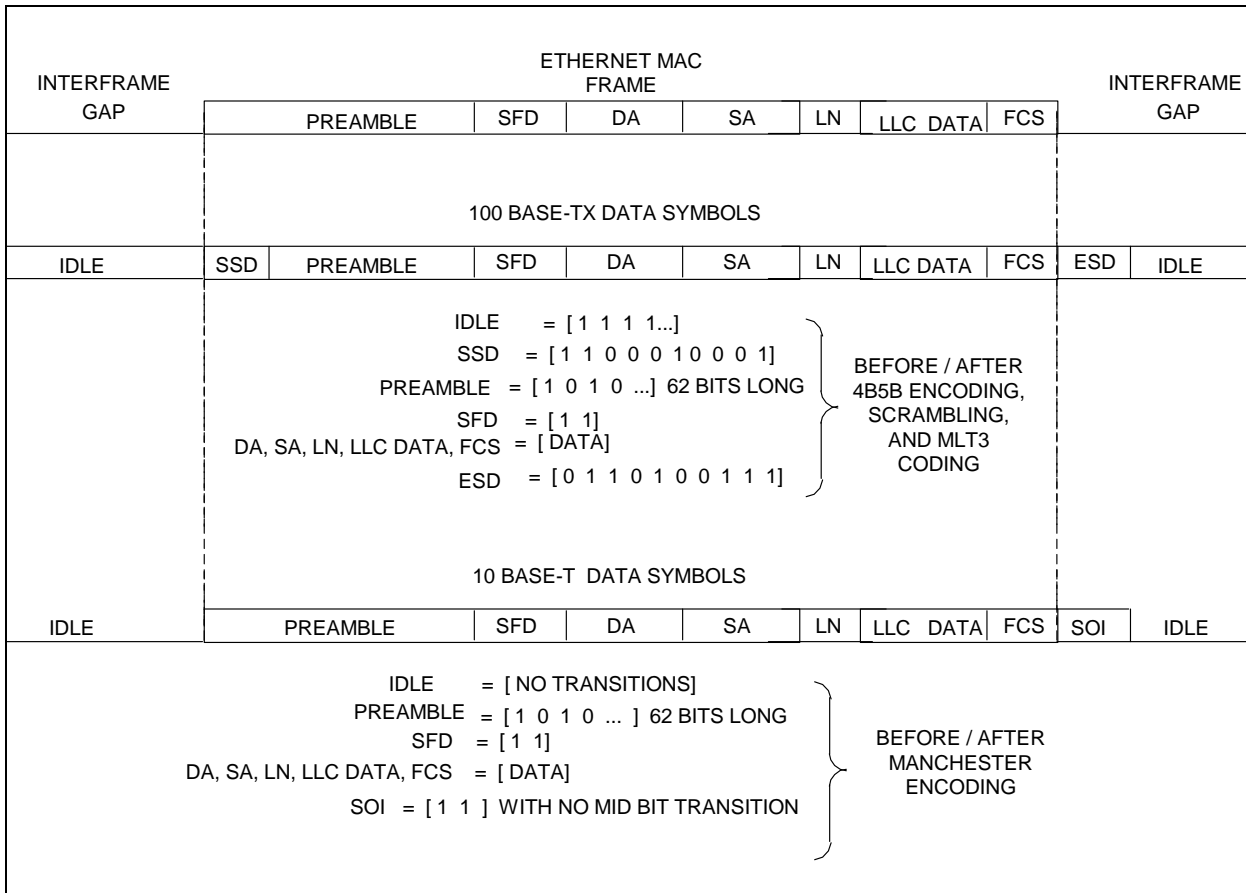 ETHERNET MAC
FRAME
INTERFRAME
GAP
INTERFRAME
GAP
PREAMBLE SFD DA SA LN LLC DATA FCS
100 BASE-TX DATA SYMBOLS
IDLE SSD PREAMBLE SFD DA SA LN LLC DATA FCS ESD IDLE
IDLE = [ 1 1 1 1...]
SSD = [ 1 1 0 0 0 1 0 0 0 1]
PREAMBLE = [ 1 0 1 0 ...] 62 BITS LONG
SFD = [ 1 1]
DA, SA, LN, LLC DATA, FCS = [ DATA]
ESD = [ 0 1 1 0 1 0 0 1 1 1]
BEFORE / AFTER
4B5B ENCODING,
SCRAMBLING,
AND MLT3
CODING
10 BASE-T DATA SYMBOLS
IDLE PREAMBLE SFD DA SA LN LLC DATA FCS SOI IDLE
IDLE = [ NO TRANSITIONS]
PREAMBLE = [ 1 0 1 0 ... ] 62 BITS LONG
SFD = [ 1 1]
DA, SA, LN, LLC DATA, FCS = [ DATA]
SOI = [ 1 1 ] WITH NO MID BIT TRANSITION
BEFORE / AFTER
MANCHESTER
ENCODING